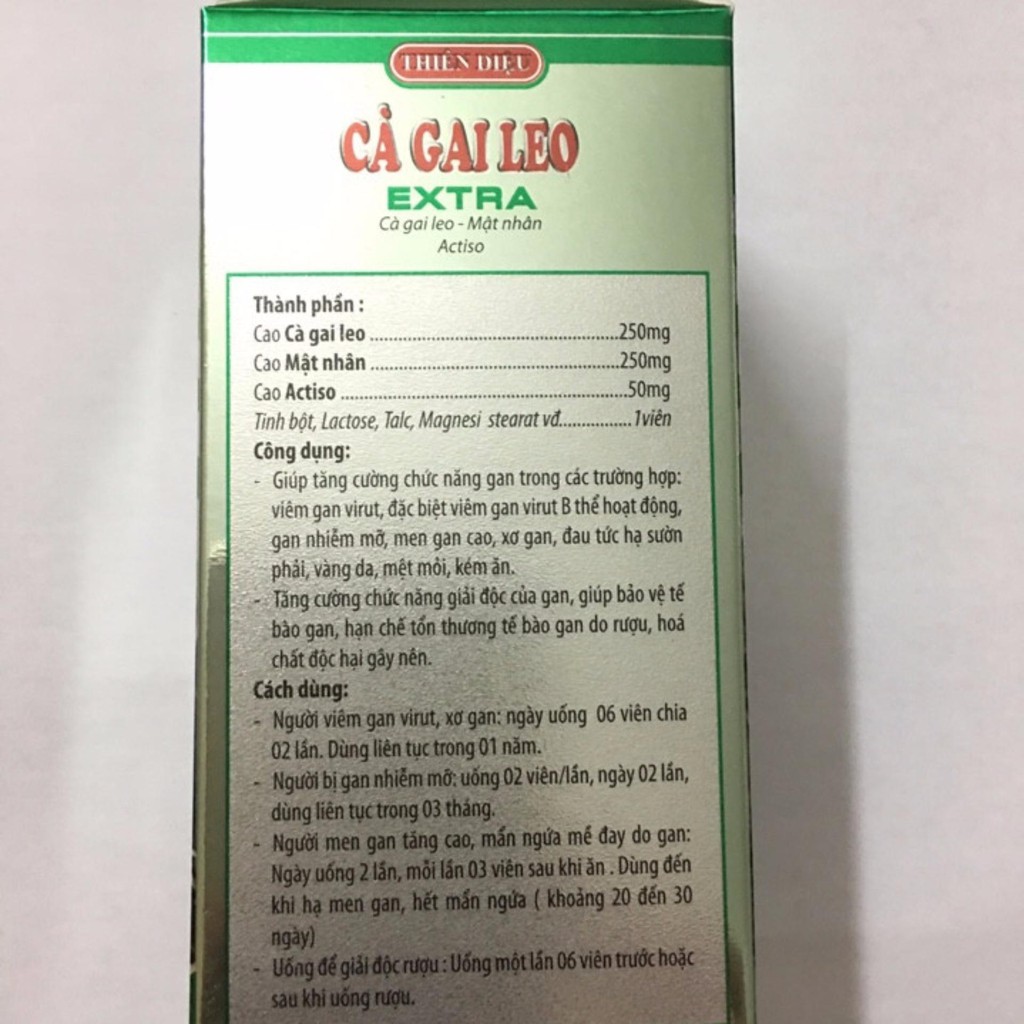 THIÊN DIỆU
CÀ GAI LEO
EXTRA
Cà gai leo - Mật nhân
Actiso
Thành phần :
Cao Cà gai leo ....................................................250mg
Cao Mật nhân ....................................................250mg
Cao Actiso ............................................................50mg
Tinh bột, Lactose, Talc, Magnesi stearat vđ................1viên
Công dụng:
- Giúp tăng cường chức năng gan trong các trường hợp:
viêm gan virut, đặc biệt viêm gan virut B thể hoạt động,
gan nhiễm mỡ, men gan cao, xơ gan, đau tức hạ sườn
phải, vàng da, mệt mỏi, kém ăn.
- Tăng cường chức năng giải độc của gan, giúp bảo vệ tế
bào gan, hạn chế tổn thương tế bào gan do rượu, hoá
chất độc hại gây nên.
Cách dùng:
- Người viêm gan virut, xơ gan: ngày uống 06 viên chia
02 lần. Dùng liên tục trong 01 năm.
- Người bị gan nhiễm mỡ: uống 02 viên/lần, ngày 02 lần,
dùng liên tục trong 03 tháng.
- Người men gan tăng cao, mẩn ngứa mề đay do gan:
Ngày uống 2 lần, mỗi lần 03 viên sau khi ăn . Dùng đến
khi hạ men gan, hết mẩn ngứa ( khoảng 20 đến 30
ngày)
- Uống để giải độc rượu : Uống một lần 06 viên trước hoặc
sau khi uống rượu.